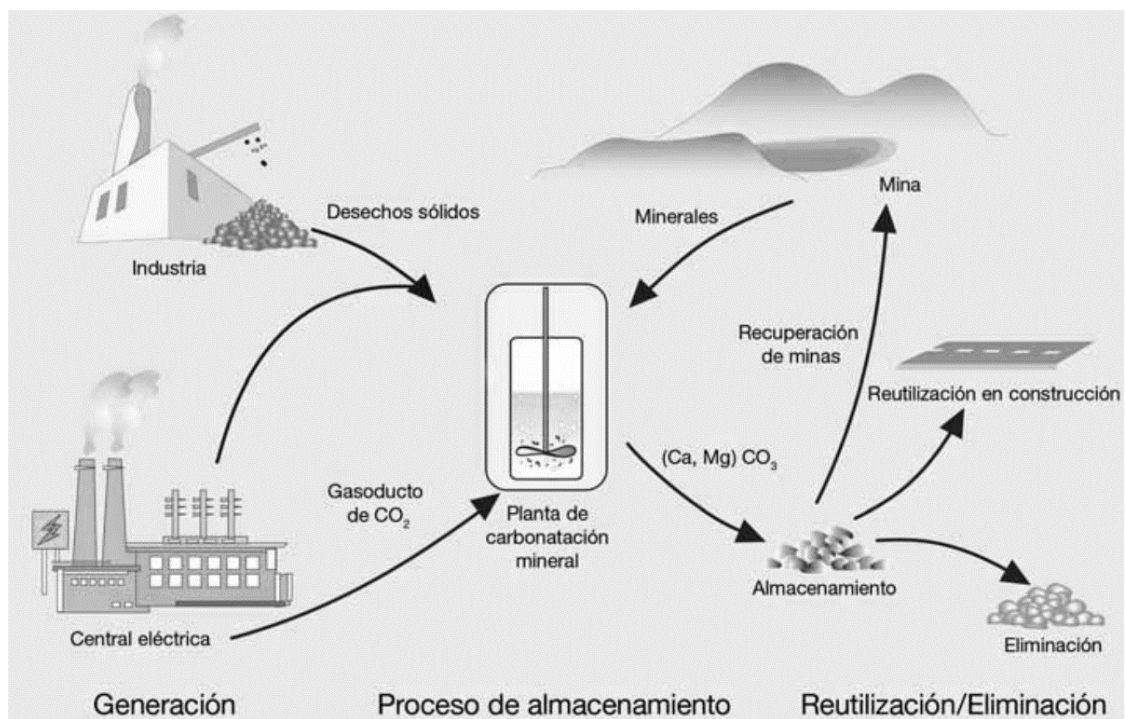 Desechos sólidos
Industria
Mina
Minerales
Recuperación
de minas
Reutilización en construcción
(Ca, Mg) CO₃
Gasoducto
de CO₂
Planta de
carbonatación
mineral
Almacenamiento
Central eléctrica
Eliminación
Generación
Proceso de almacenamiento
Reutilización/Eliminación